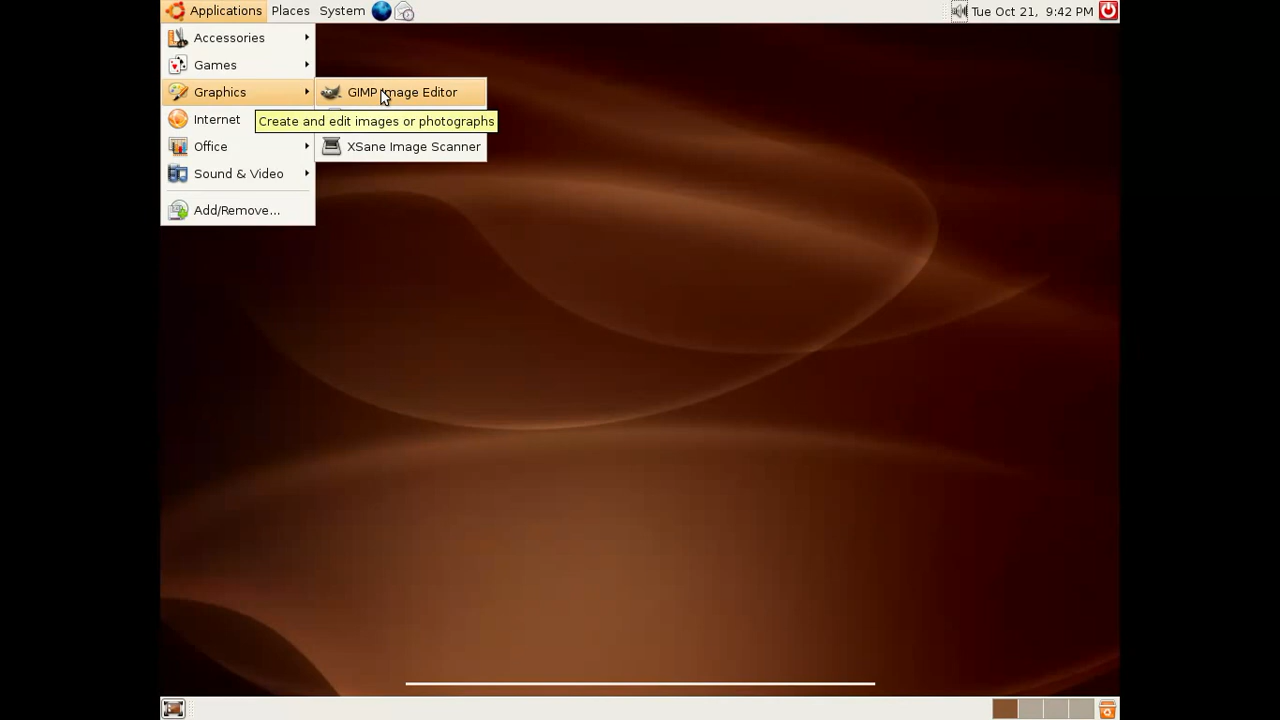 Applications Places System Tue Oct 21, 9:42 PM
Accessories
Games
Graphics
Internet
Office
Sound & Video
Add/Remove...
GIMP Image Editor
Create and edit images or photographs
XSane Image Scanner